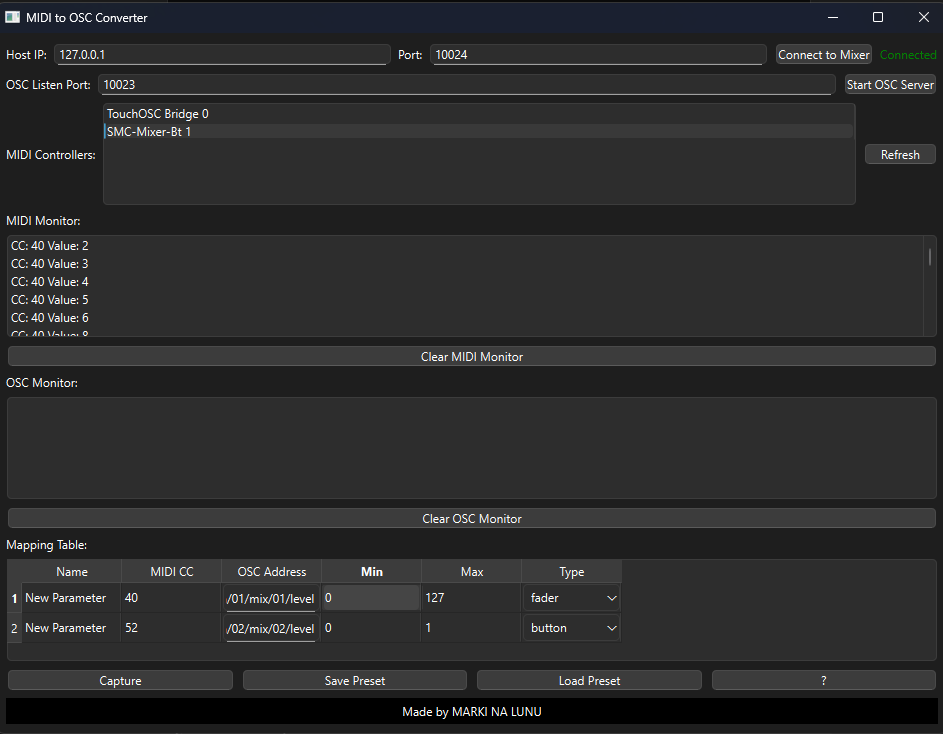 MIDI to OSC Converter
Host IP: 127.0.0.1 Port: 10024 Connect to Mixer Connected
OSC Listen Port: 10023 Start OSC Server
TouchOSC Bridge 0
SMC-Mixer-Bt 1
MIDI Controllers: Refresh
MIDI Monitor:
CC: 40 Value: 2
CC: 40 Value: 3
CC: 40 Value: 4
CC: 40 Value: 5
CC: 40 Value: 6
CC: 40 Value: 8
Clear MIDI Monitor
OSC Monitor:
Clear OSC Monitor
Mapping Table:
Name MIDI CC OSC Address Min Max Type
1 New Parameter 40 /01/mix/01/level 0 127 fader
2 New Parameter 52 /02/mix/02/level 0 1 button
Capture Save Preset Load Preset ?
Made by MARKI NA LUNU